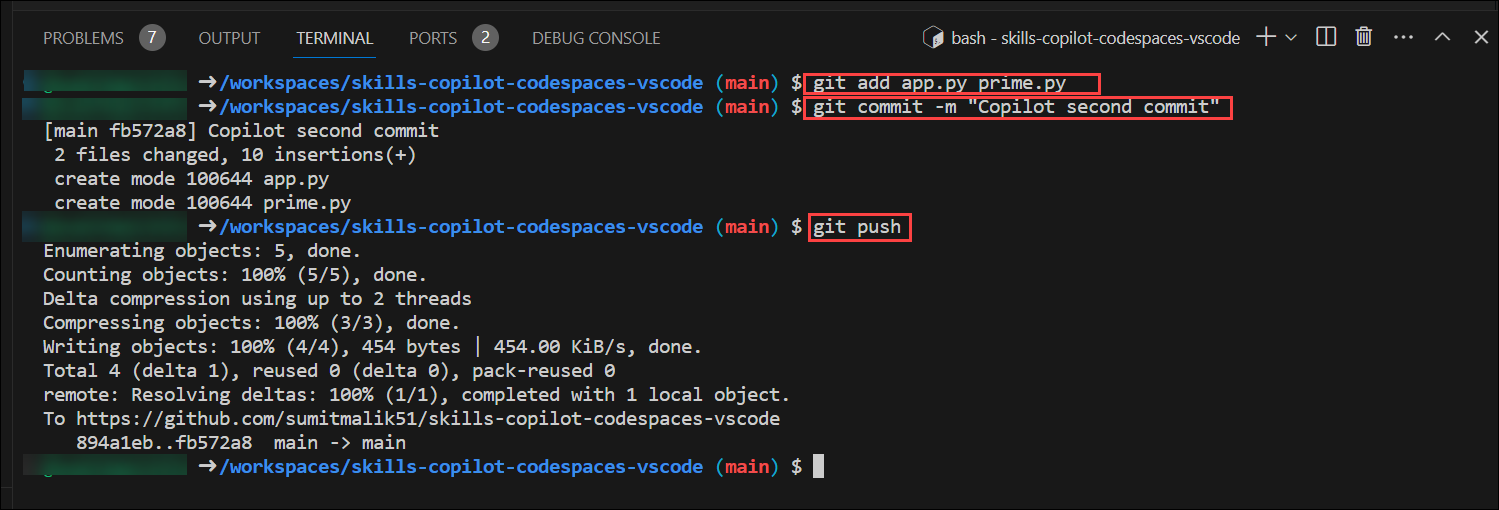 PROBLEMS 7 OUTPUT TERMINAL PORTS 2 DEBUG CONSOLE bash - skills-copilot-codespaces-vscode
➜/workspaces/skills-copilot-codespaces-vscode (main) $ git add app.py prime.py
➜/workspaces/skills-copilot-codespaces-vscode (main) $ git commit -m "Copilot second commit"
[main fb572a8] Copilot second commit
 2 files changed, 10 insertions(+)
 create mode 100644 app.py
 create mode 100644 prime.py
➜/workspaces/skills-copilot-codespaces-vscode (main) $ git push
Enumerating objects: 5, done.
Counting objects: 100% (5/5), done.
Delta compression using up to 2 threads
Compressing objects: 100% (3/3), done.
Writing objects: 100% (4/4), 454 bytes | 454.00 KiB/s, done.
Total 4 (delta 1), reused 0 (delta 0), pack-reused 0
remote: Resolving deltas: 100% (1/1), completed with 1 local object.
To https://github.com/sumitmalik51/skills-copilot-codespaces-vscode
   894a1eb..fb572a8  main -> main
➜/workspaces/skills-copilot-codespaces-vscode (main) $